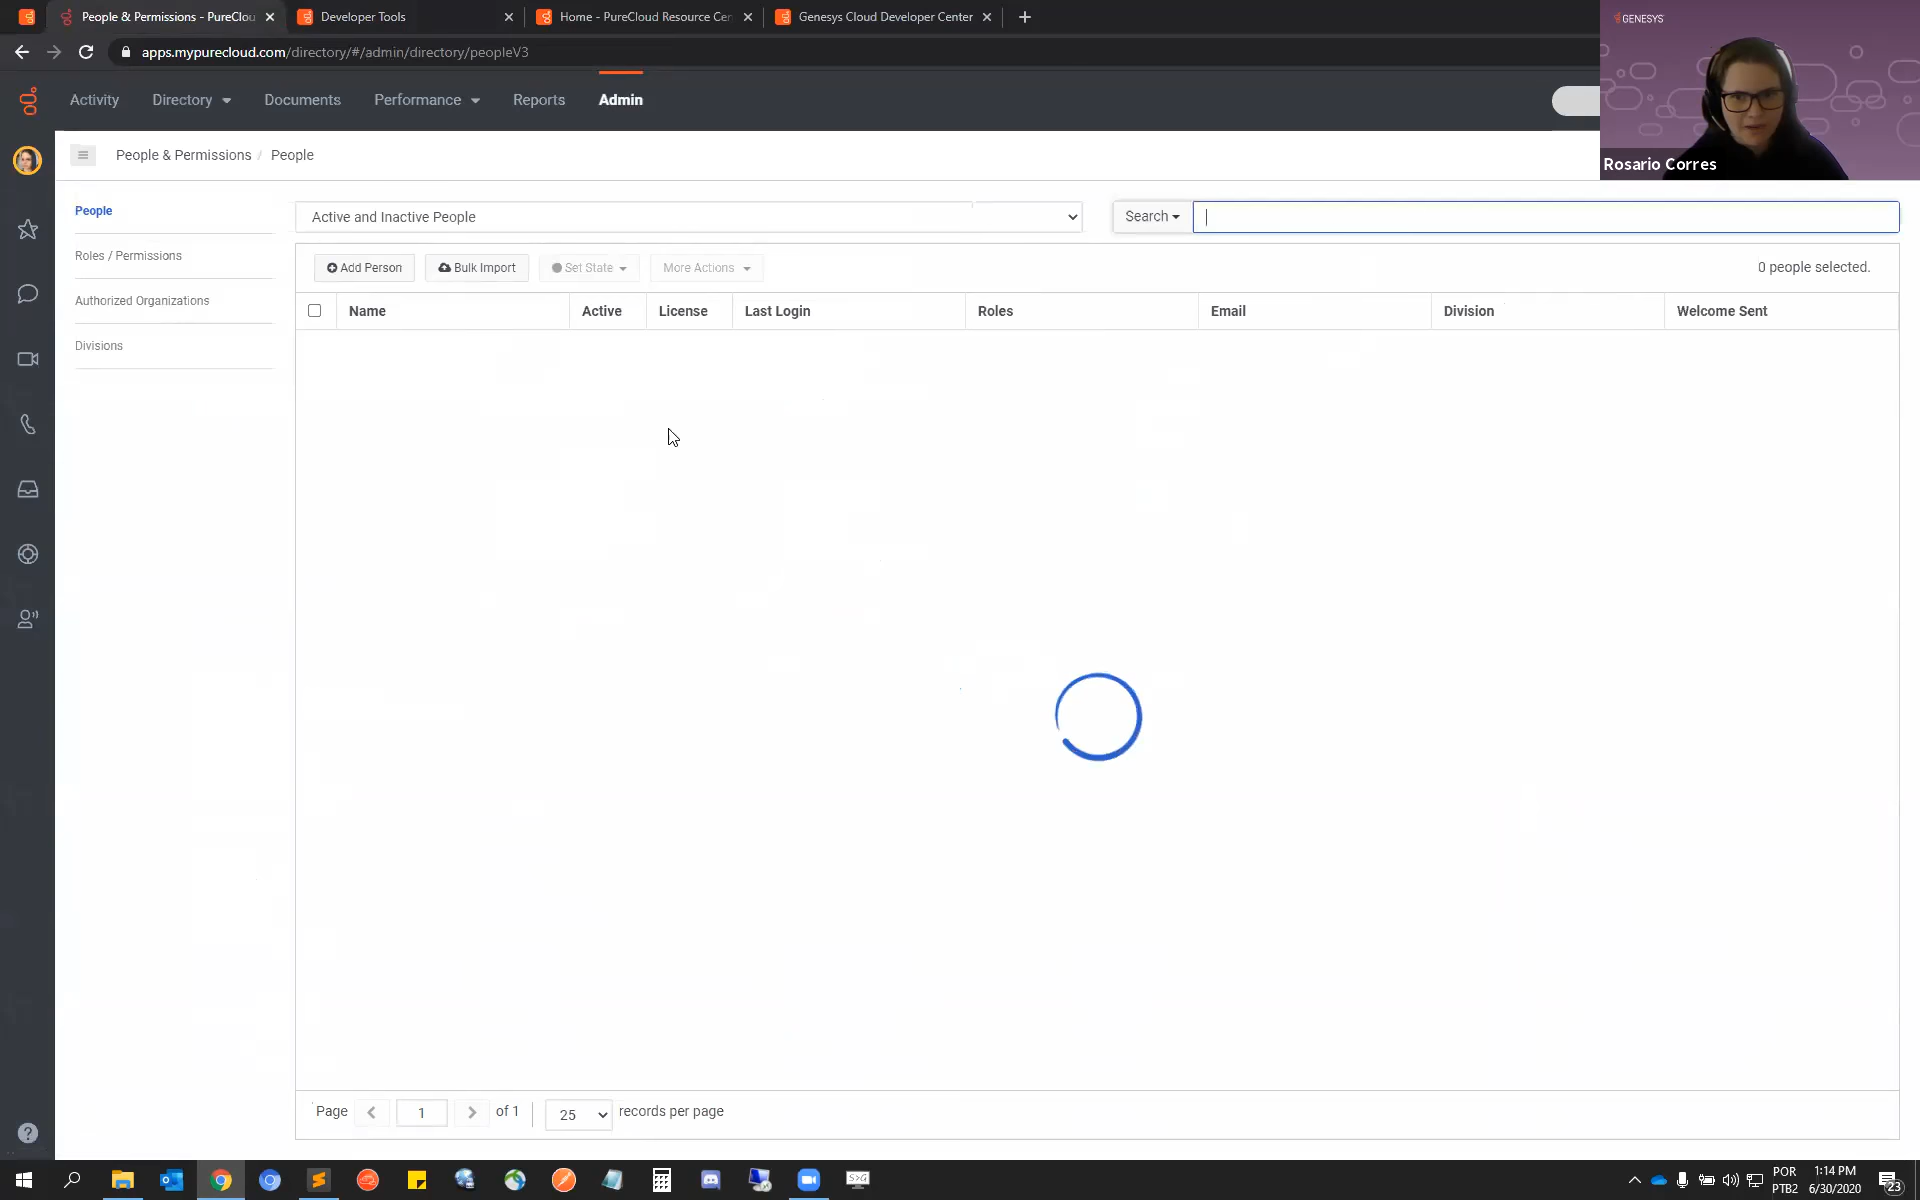 People & Permissions - PureClou
Developer Tools
Home - PureCloud Resource Cen
Genesys Cloud Developer Center
apps.mypurecloud.com/directory/#/admin/directory/peopleV3
GENESYS
Activity
Directory
Documents
Performance
Reports
Admin
Rosario Corres
People & Permissions / People
People
Roles / Permissions
Authorized Organizations
Divisions
Active and Inactive People
Search
Add Person
Bulk Import
Set State
More Actions
0 people selected.
Name
Active
License
Last Login
Roles
Email
Division
Welcome Sent
Page
1
of 1
25
records per page
POR
PTB2
1:14 PM
6/30/2020
23